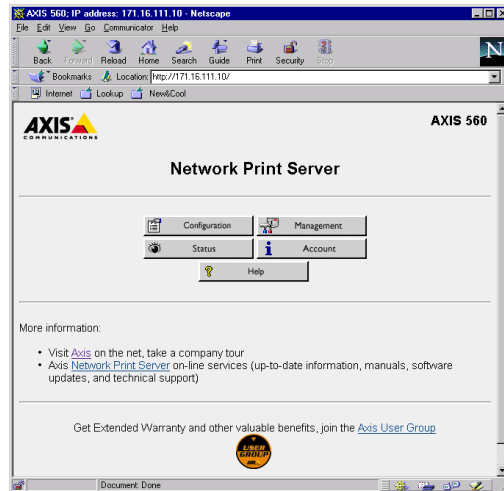 AXIS 560; IP address: 171.16.111.10 - Netscape
File Edit View Go Communicator Help
Back Forward Reload Home Search Guide Print Security Stop
N
Bookmarks Location: http://171.16.111.10/
Internet Lookup New&Cool
AXIS
COMMUNICATIONS
AXIS 560
Network Print Server
Configuration Management
Status Account
Help
More information:
• Visit Axis on the net, take a company tour
• Axis Network Print Server on-line services (up-to-date information, manuals, software
updates, and technical support)
Get Extended Warranty and other valuable benefits, join the Axis User Group
USER
GROUP
Document: Done